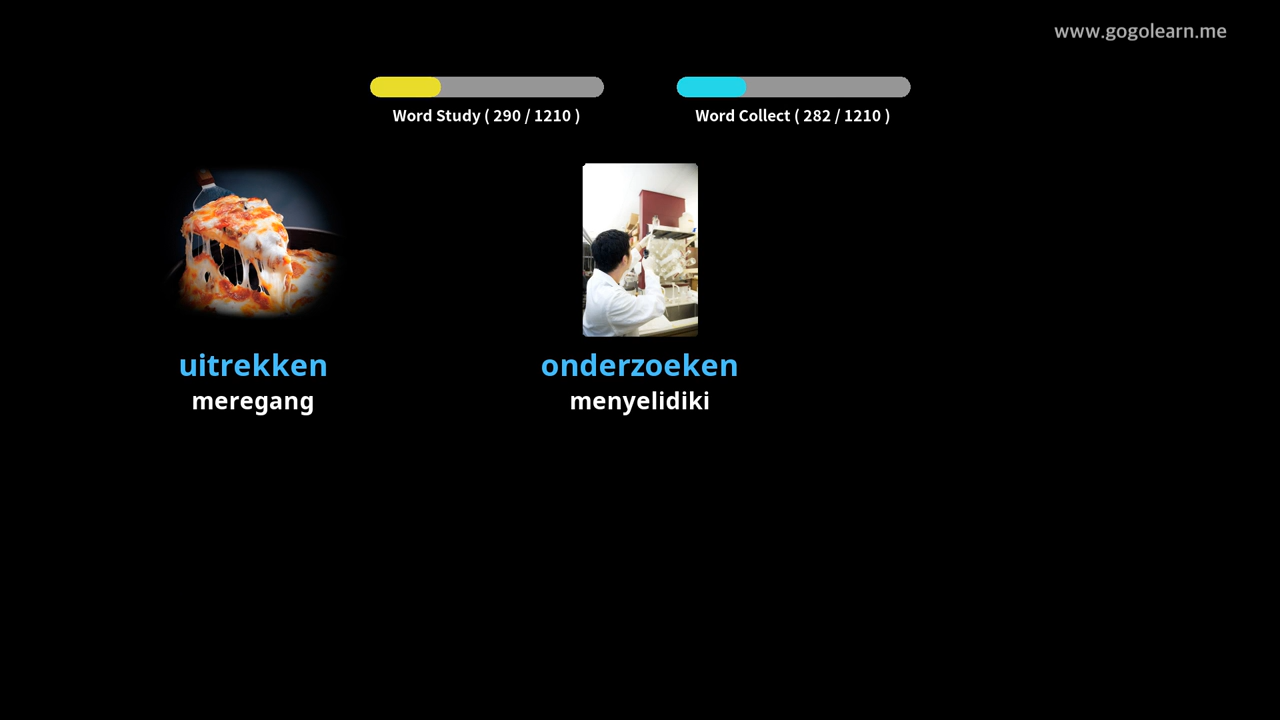 www.gogolearn.me
Word Study ( 290 / 1210 )
Word Collect ( 282 / 1210 )
uitrekken
meregang
onderzoeken
menyelidiki